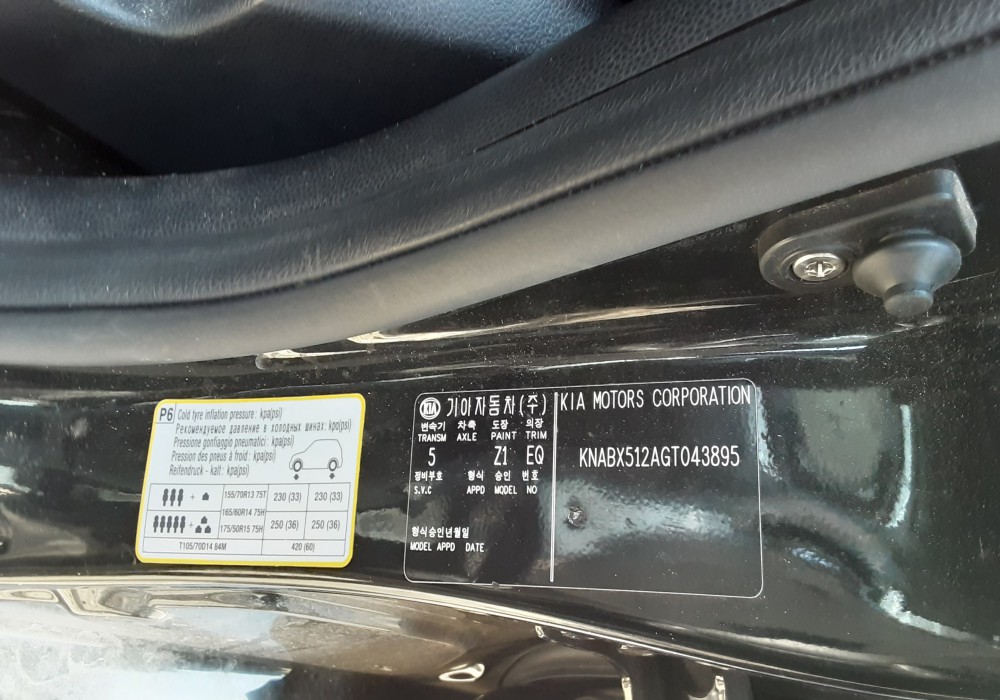 P6 Cold tyre inflation pressure: kpa(psi)
Рекомендуемое давление в холодных шинах: kpa(psi)
Pressione gonfiaggio pneumatici: kpa(psi)
Pression des pneus à froid : kpa(psi)
Reifendruck - kalt : kpa(psi)
155/70R13 75T 230 (33) 230 (33)
165/60R14 75H
175/50R15 75H 250 (36) 250 (36)
T105/70D14 84M 420 (60)
KIA 기아자동차(주)
변속기 차축 도장 의장
TRANSM AXLE PAINT TRIM
5 Z1 EQ
정비부호 형식 승인 번호
S.V.C APPD MODEL NO
형식승인년월일
MODEL APPD DATE
KIA MOTORS CORPORATION
KNABX512AGT043895